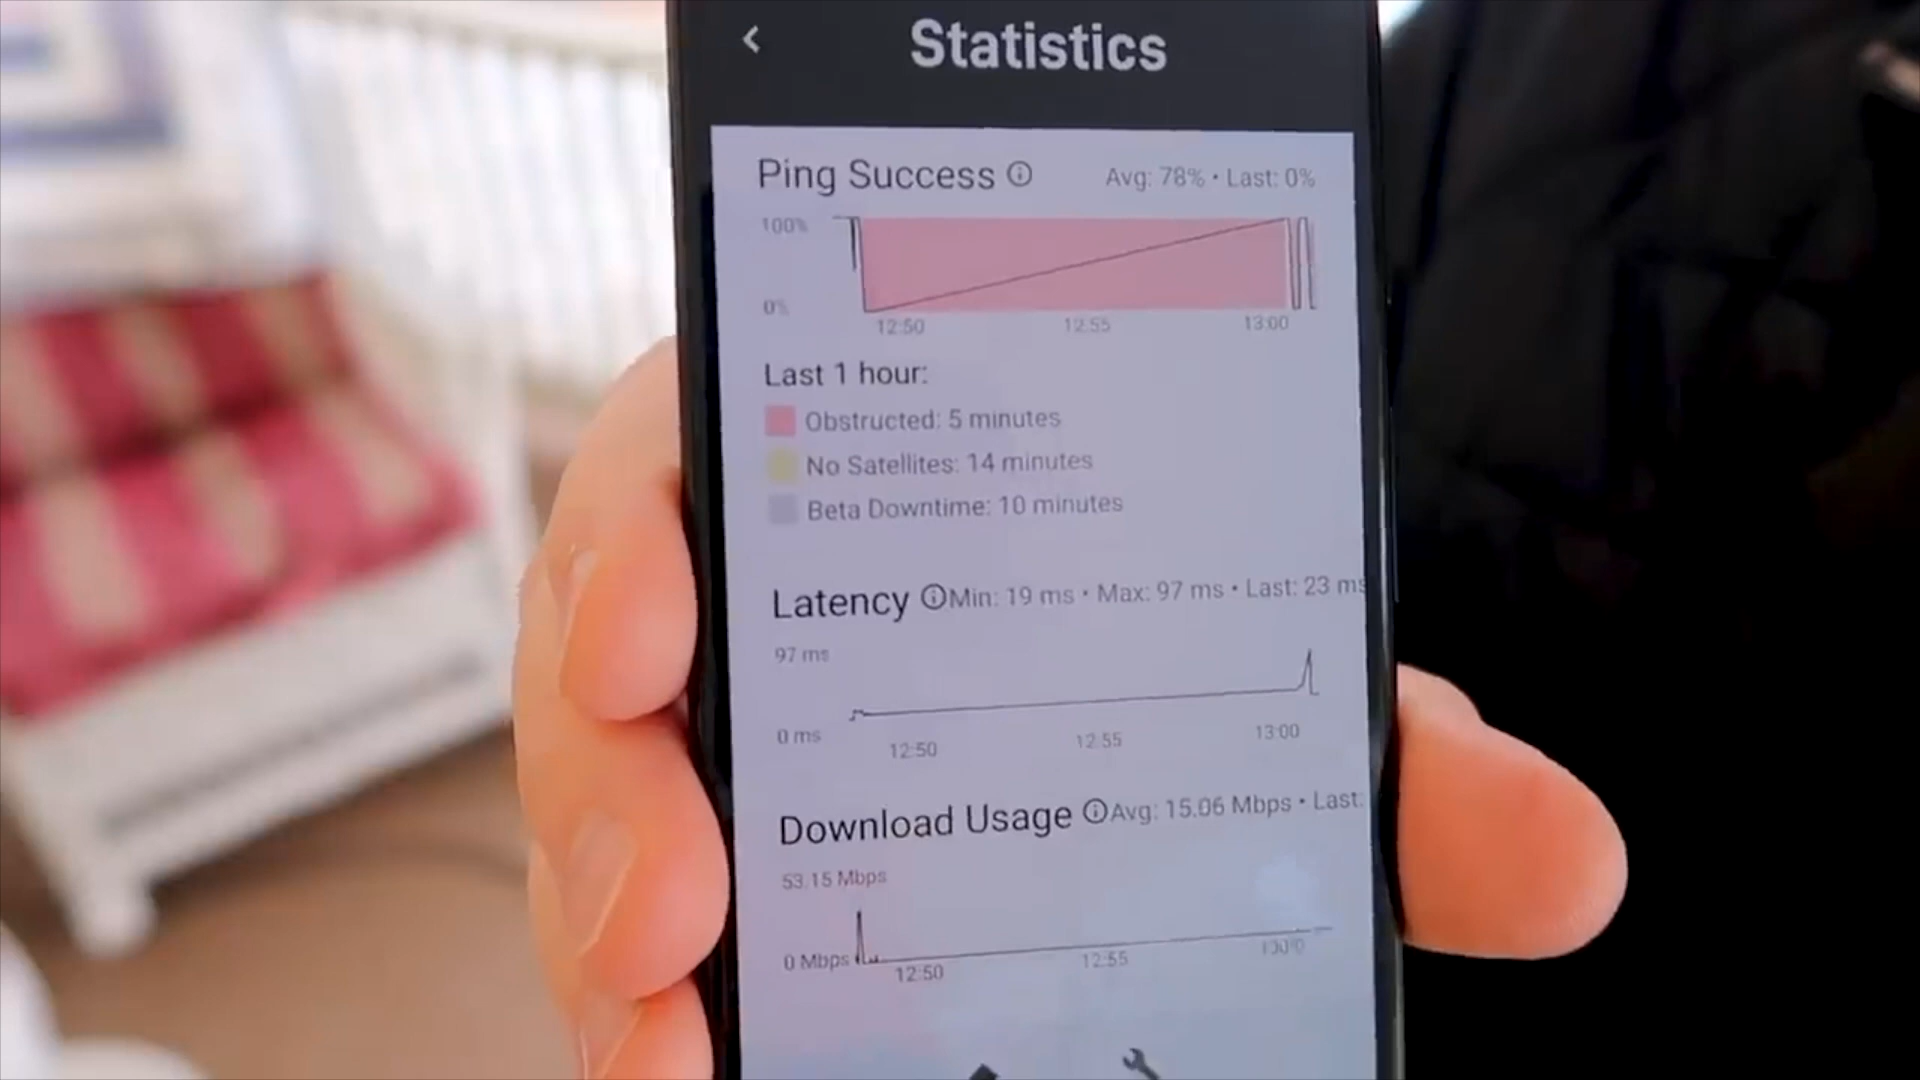 Statistics
Ping Success Avg: 78% • Last: 0%
100%
0%
12:50 12:55 13:00
Last 1 hour:
Obstructed: 5 minutes
No Satellites: 14 minutes
Beta Downtime: 10 minutes
Latency Min: 19 ms • Max: 97 ms • Last: 23 ms
97 ms
0 ms
12:50 12:55 13:00
Download Usage Avg: 15.06 Mbps • Last:
53.15 Mbps
0 Mbps
12:50 12:55